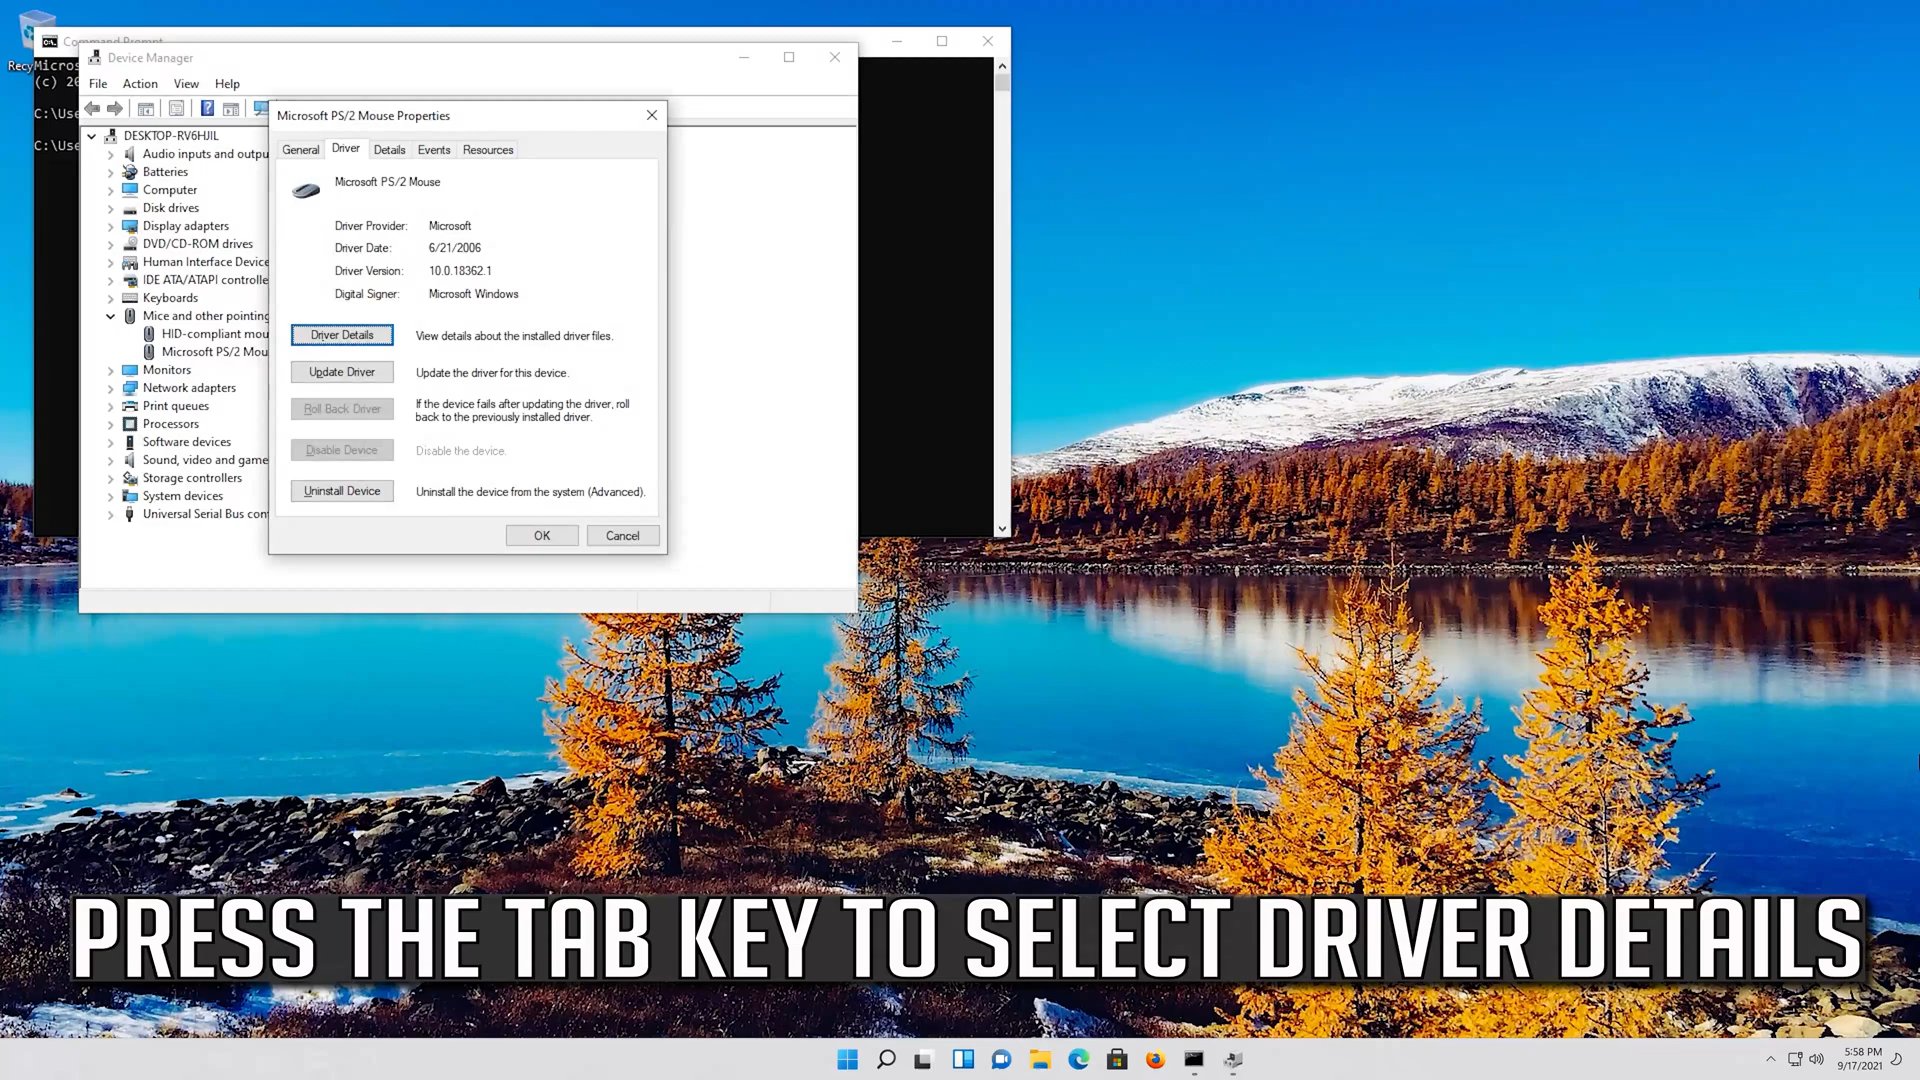 Command Prompt
Device Manager
Recy
Micros
(c) 20
C:\Use
C:\Use
File Action View Help
DESKTOP-RV6HJIL
Audio inputs and outpu
Batteries
Computer
Disk drives
Display adapters
DVD/CD-ROM drives
Human Interface Device
IDE ATA/ATAPI controlle
Keyboards
Mice and other pointing
HID-compliant mou
Microsoft PS/2 Mou
Monitors
Network adapters
Print queues
Processors
Software devices
Sound, video and game
Storage controllers
System devices
Universal Serial Bus con
Microsoft PS/2 Mouse Properties
General Driver Details Events Resources
Microsoft PS/2 Mouse
Driver Provider: Microsoft
Driver Date: 6/21/2006
Driver Version: 10.0.18362.1
Digital Signer: Microsoft Windows
Driver Details View details about the installed driver files.
Update Driver Update the driver for this device.
Roll Back Driver If the device fails after updating the driver, roll
back to the previously installed driver.
Disable Device Disable the device.
Uninstall Device Uninstall the device from the system (Advanced).
OK Cancel
PRESS THE TAB KEY TO SELECT DRIVER DETAILS
5:58 PM
9/17/2021